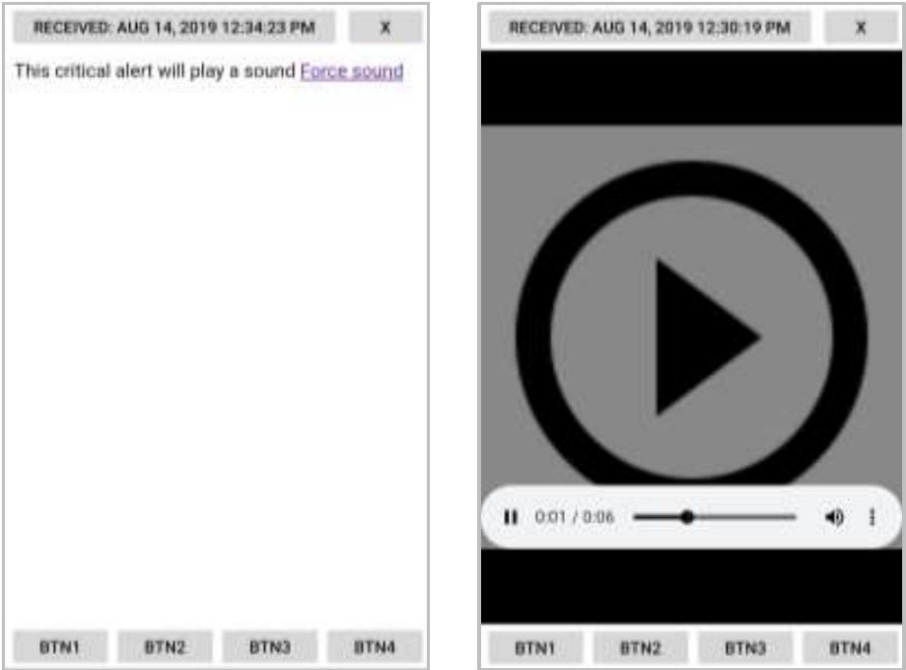 RECEIVED: AUG 14, 2019 12:34:23 PM X
This critical alert will play a sound Force sound
BTN1 BTN2 BTN3 BTN4
RECEIVED: AUG 14, 2019 12:30:19 PM X
0:01 / 0:06
BTN1 BTN2 BTN3 BTN4